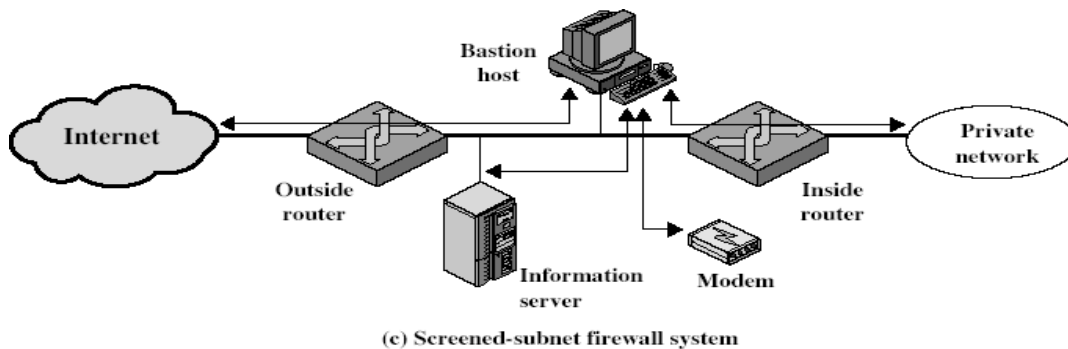 Bastion
host
Internet
Private
network
Outside
router
Inside
router
Information
server
Modem
(c) Screened-subnet firewall system